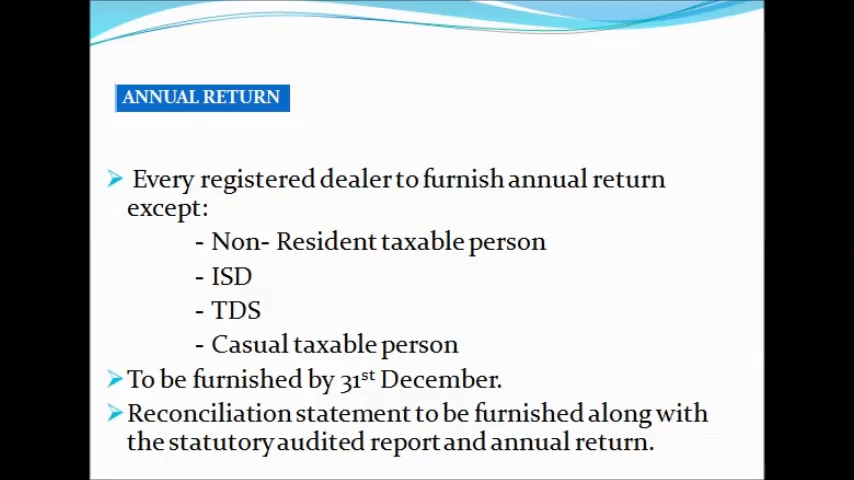 ANNUAL RETURN
➢ Every registered dealer to furnish annual return
except:
- Non- Resident taxable person
- ISD
- TDS
- Casual taxable person
➢ To be furnished by 31st December.
➢ Reconciliation statement to be furnished along with
the statutory audited report and annual return.